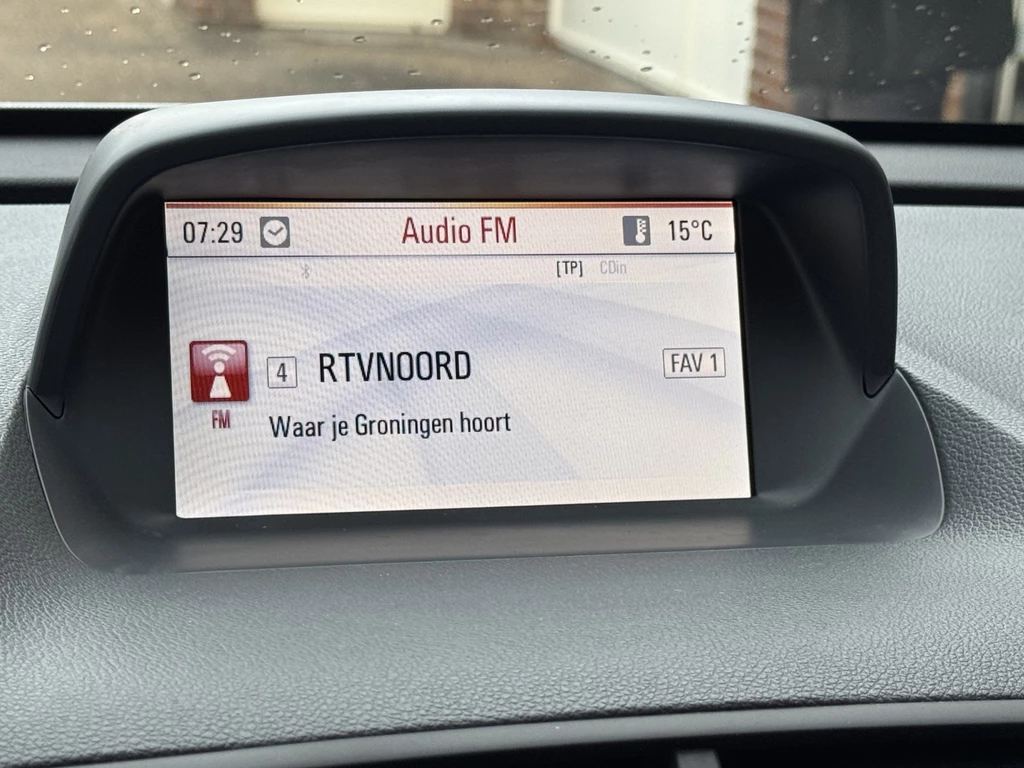 07:29 Audio FM 15°C
[TP] CDin
4 RTVNOORD FAV 1
FM
Waar je Groningen hoort